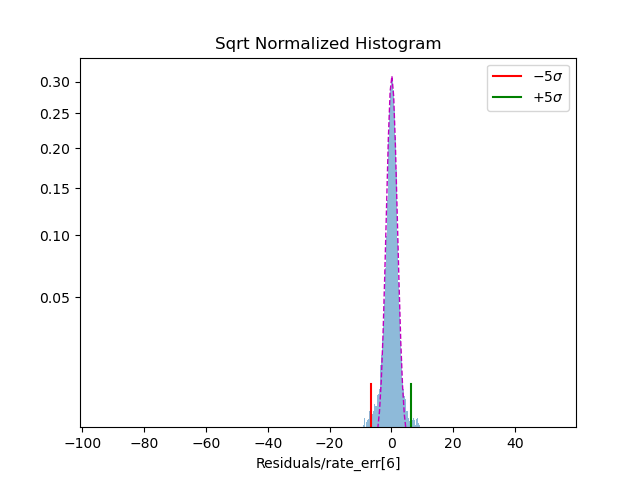 Sqrt Normalized Histogram
−5σ
+5σ
0.30
0.25
0.20
0.15
0.10
0.05
−100 −80 −60 −40 −20 0 20 40
Residuals/rate_err[6]